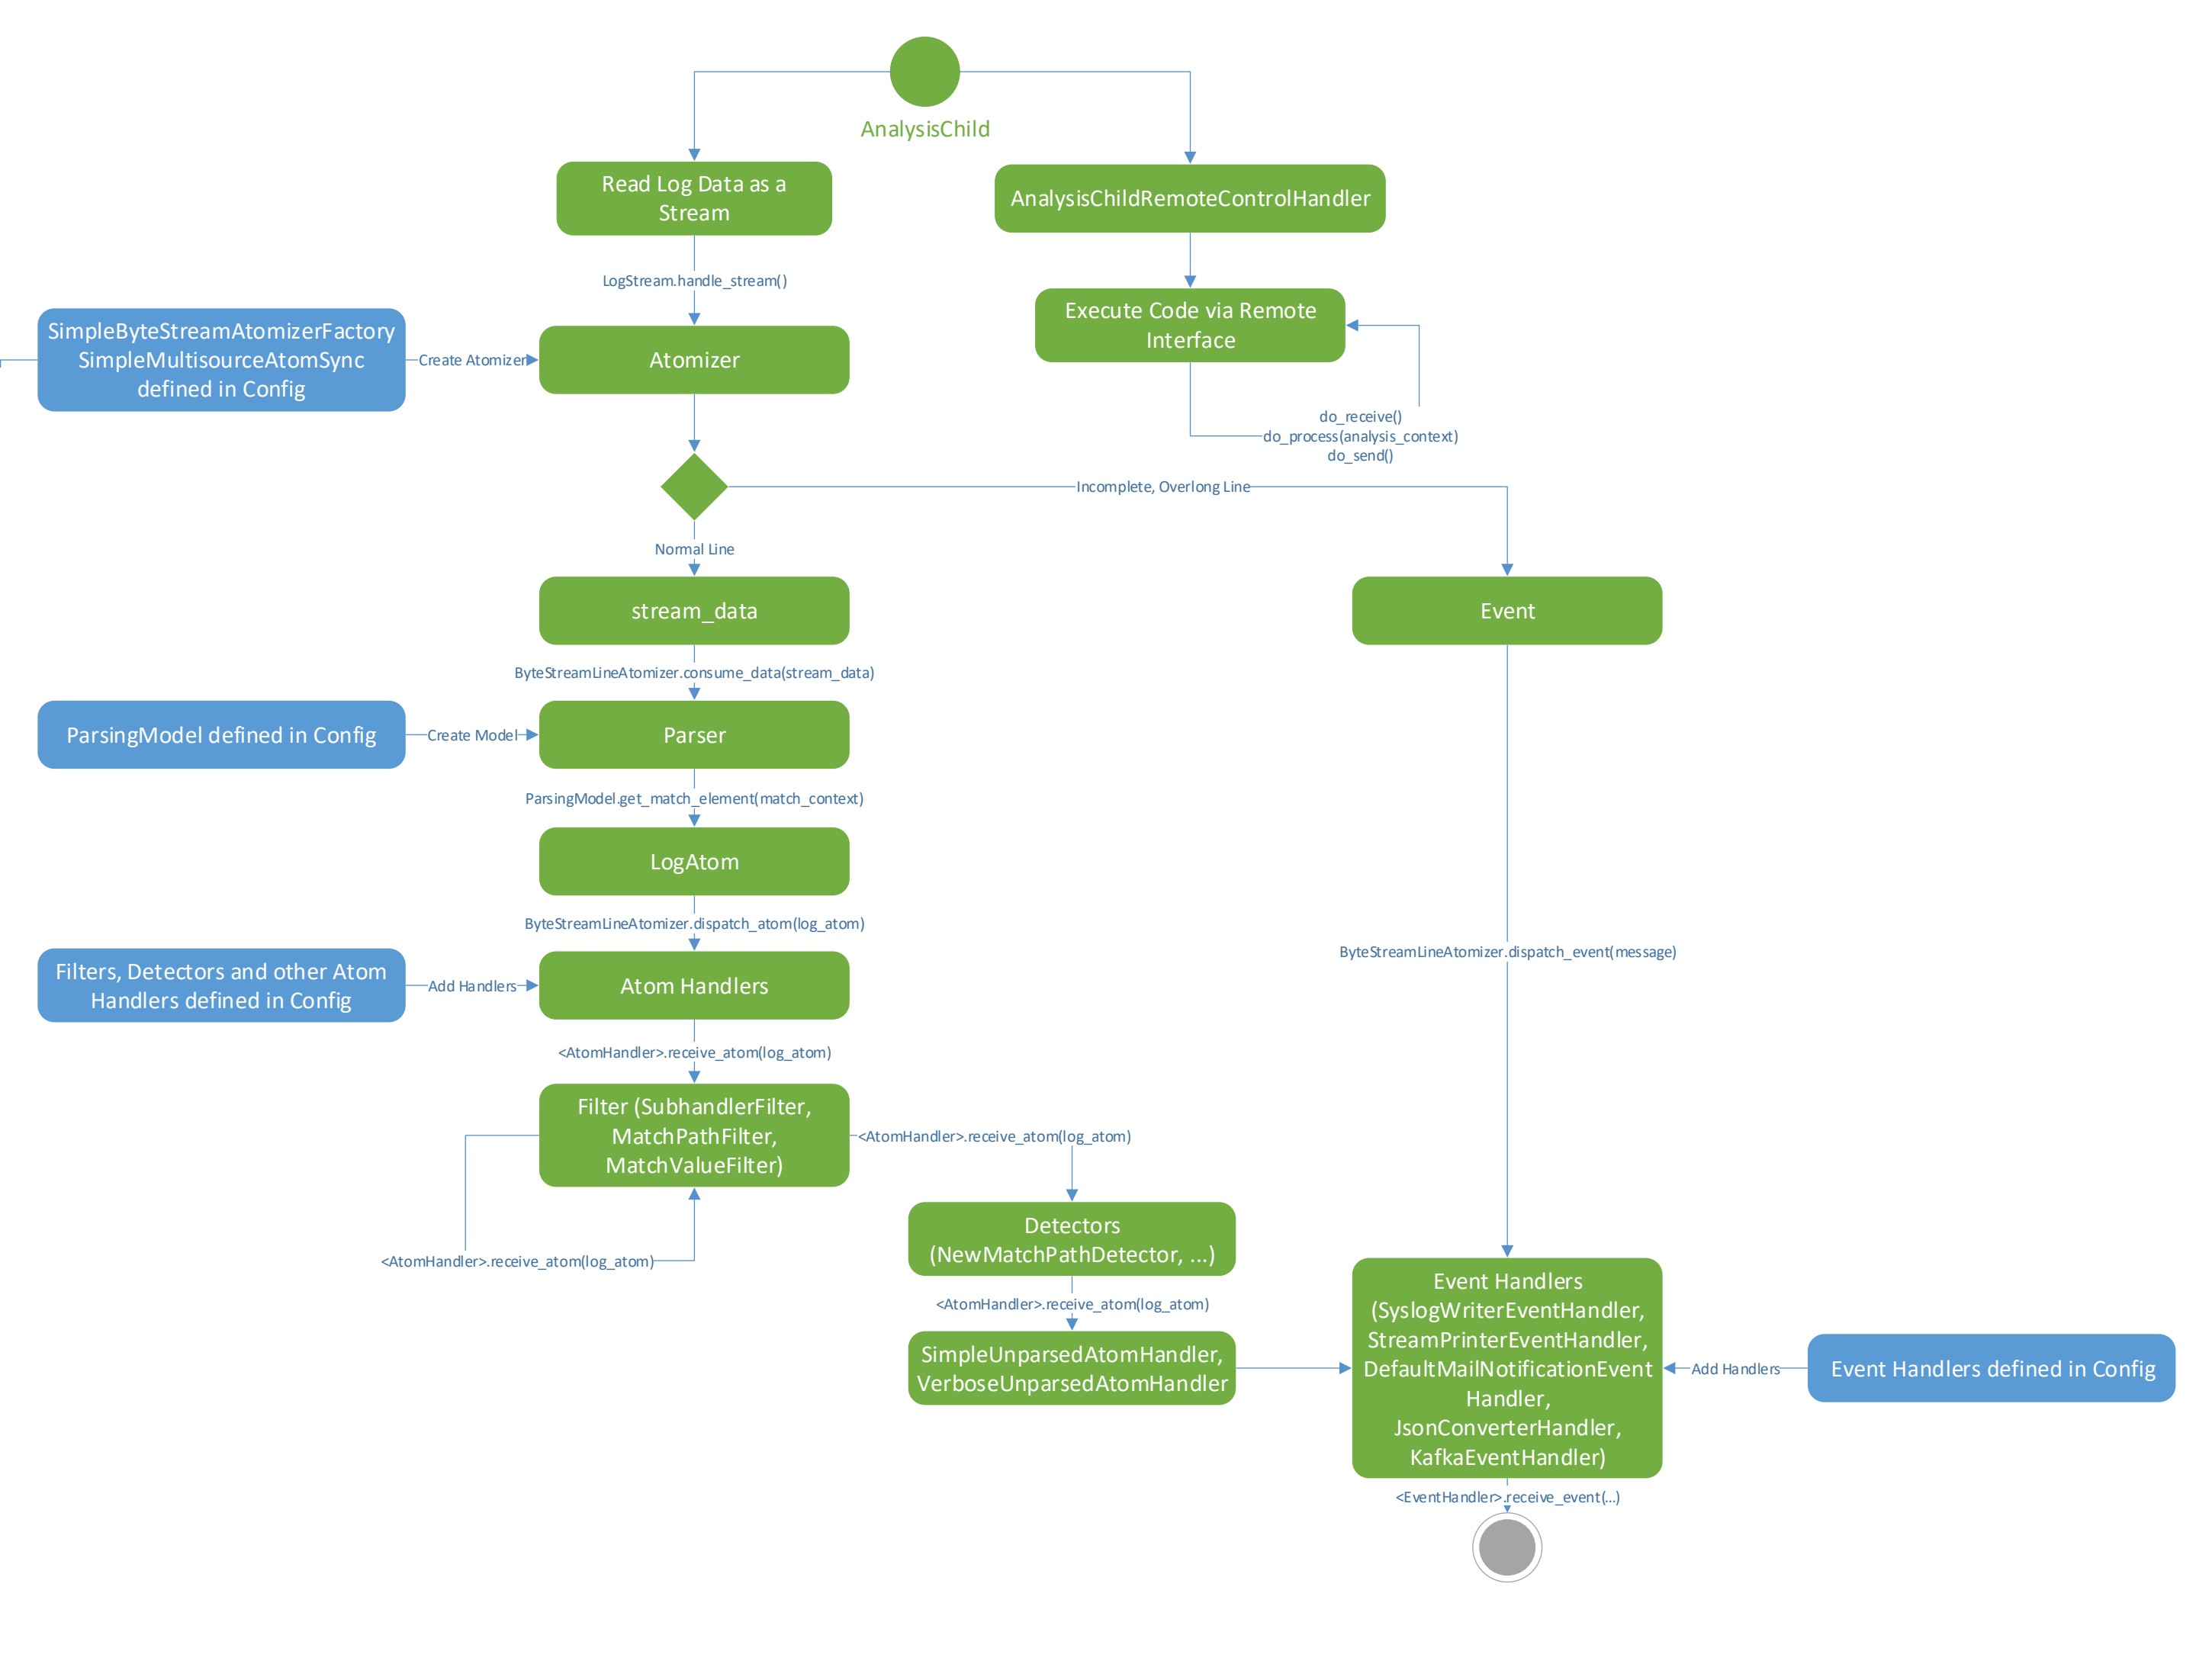 AnalysisChild
Read Log Data as a
Stream
AnalysisChildRemoteControlHandler
LogStream.handle_stream()
Execute Code via Remote
Interface
SimpleByteStreamAtomizerFactory
SimpleMultisourceAtomSync
defined in Config
Create Atomizer
Atomizer
do_receive()
do_process(analysis_context)
do_send()
Incomplete, Overlong Line
Normal Line
stream_data
Event
ByteStreamLineAtomizer.consume_data(stream_data)
ParsingModel defined in Config
Create Model
Parser
ParsingModel.get_match_element(match_context)
LogAtom
ByteStreamLineAtomizer.dispatch_atom(log_atom)
ByteStreamLineAtomizer.dispatch_event(message)
Filters, Detectors and other Atom
Handlers defined in Config
Add Handlers
Atom Handlers
<AtomHandler>.receive_atom(log_atom)
Filter (SubhandlerFilter,
MatchPathFilter,
MatchValueFilter)
<AtomHandler>.receive_atom(log_atom)
<AtomHandler>.receive_atom(log_atom)
Detectors
(NewMatchPathDetector, ...)
<AtomHandler>.receive_atom(log_atom)
SimpleUnparsedAtomHandler,
VerboseUnparsedAtomHandler
Event Handlers
(SyslogWriterEventHandler,
StreamPrinterEventHandler,
DefaultMailNotificationEvent
Handler,
JsonConverterHandler,
KafkaEventHandler)
Add Handlers
Event Handlers defined in Config
<EventHandler>.receive_event(...)